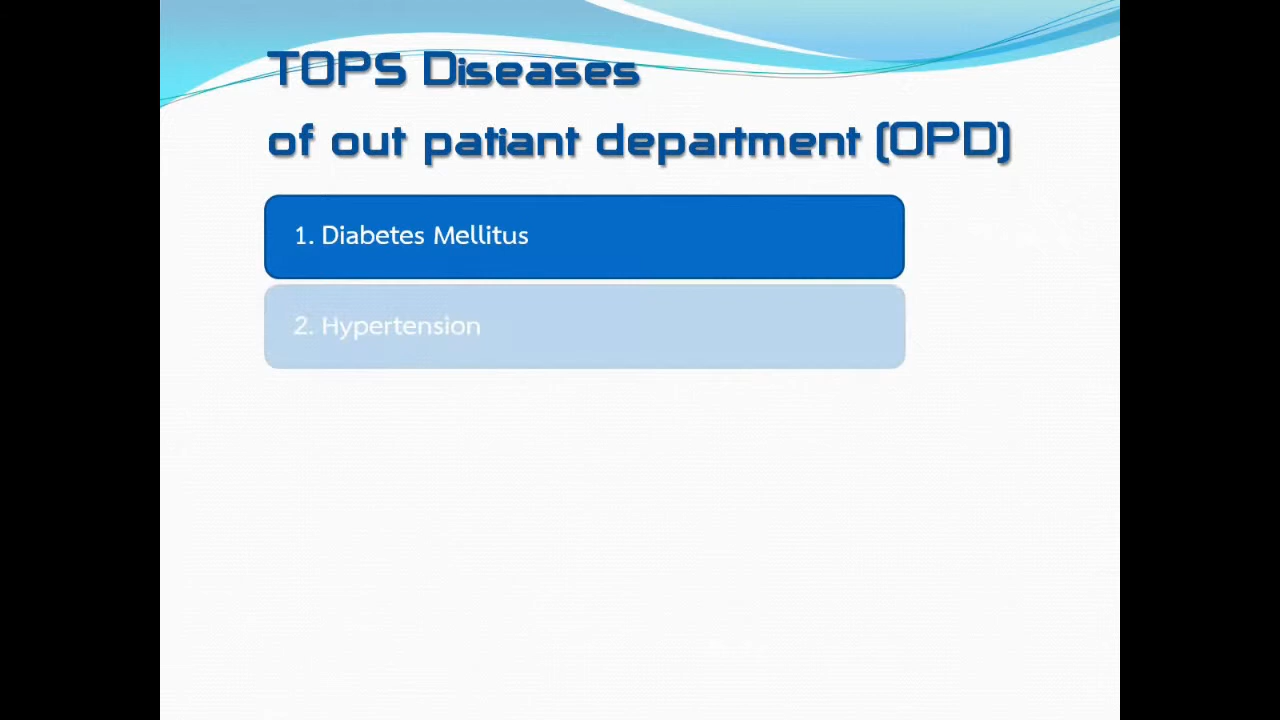 TOPS Diseases
of out patiant department (OPD)
1. Diabetes Mellitus
2. Hypertension